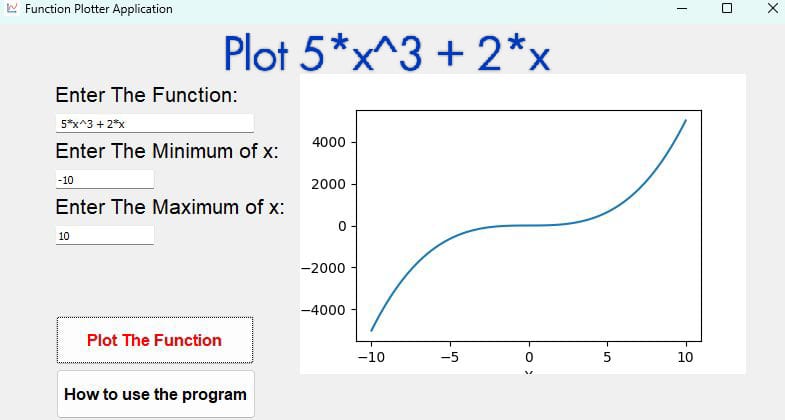 Function Plotter Application
Plot 5*x^3 + 2*x
Enter The Function:
5*x^3 + 2*x
Enter The Minimum of x:
-10
Enter The Maximum of x:
10
Plot The Function
How to use the program
4000
2000
0
−2000
−4000
−10 −5 0 5 10